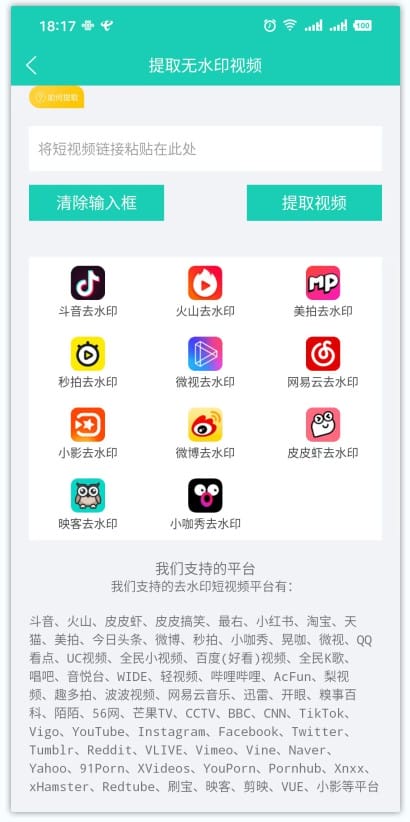 18:17
100
提取无水印视频
如何提取
将短视频链接粘贴在此处
清除输入框 提取视频
MP
斗音去水印 火山去水印 美拍去水印
秒拍去水印 微视去水印 网易云去水印
小影去水印 微博去水印 皮皮虾去水印
映客去水印 小咖秀去水印
我们支持的平台
我们支持的去水印短视频平台有：
斗音、火山、皮皮虾、皮皮搞笑、最右、小红书、淘宝、天
猫、美拍、今日头条、微博、秒拍、小咖秀、晃咖、微视、QQ
看点、UC视频、全民小视频、百度(好看)视频、全民K歌、
唱吧、音悦台、WIDE、轻视频、哔哩哔哩、AcFun、梨视
频、趣多拍、波波视频、网易云音乐、迅雷、开眼、糗事百
科、陌陌、56网、芒果TV、CCTV、BBC、CNN、TikTok、
Vigo、YouTube、Instagram、Facebook、Twitter、
Tumblr、Reddit、VLIVE、Vimeo、Vine、Naver、
Yahoo、91Porn、XVideos、YouPorn、Pornhub、Xnxx、
xHamster、Redtube、刷宝、映客、剪映、VUE、小影等平台